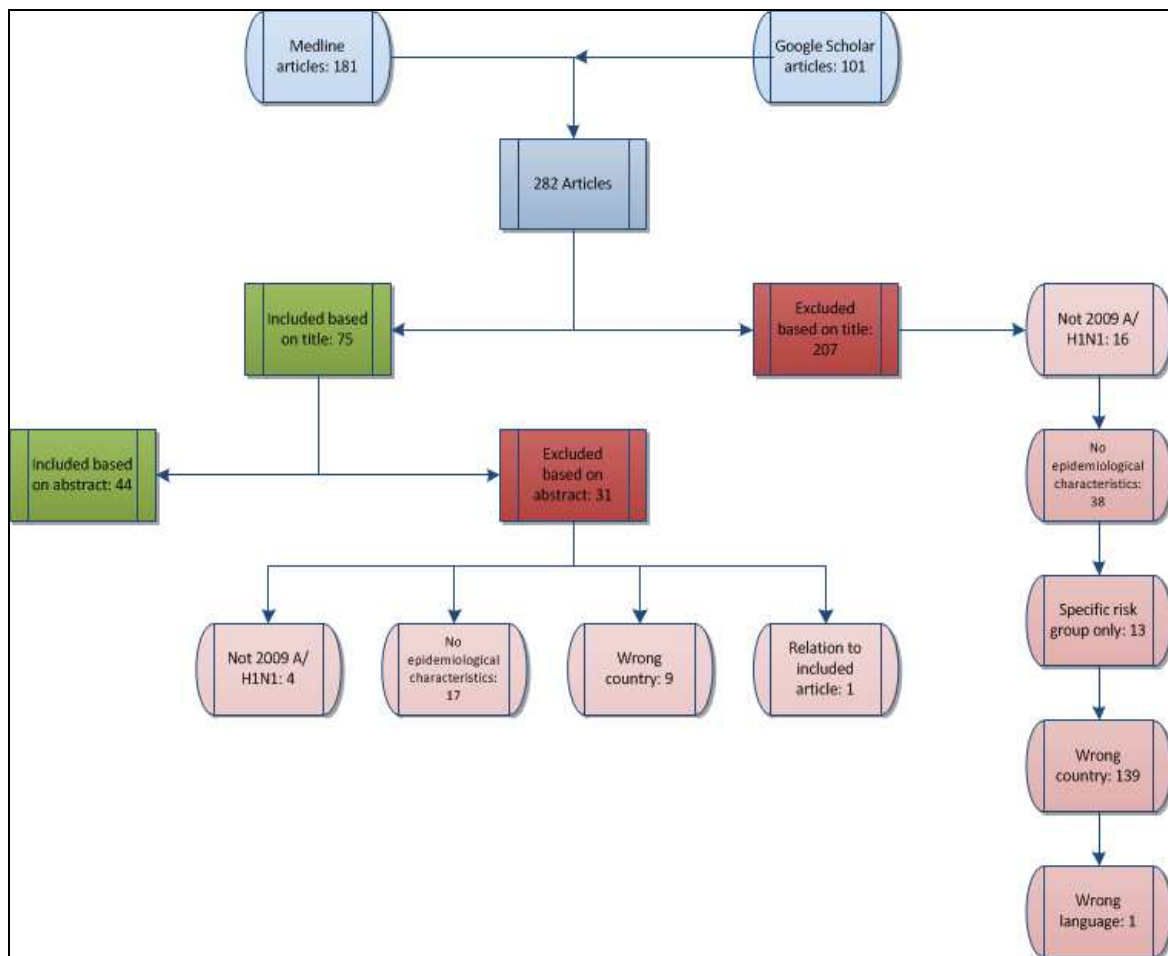 Medline
articles: 181
Google Scholar
articles: 101
282 Articles
Included based
on title: 75
Excluded
based on title:
207
Not 2009 A/
H1N1: 16
Included based
on abstract: 44
Excluded
based on
abstract: 31
No
epidemiological
characteristics:
38
Not 2009 A/
H1N1: 4
No
epidemiological
characteristics:
17
Wrong
country: 9
Relation to
included
article: 1
Specific risk
group only: 13
Wrong
country: 139
Wrong
language: 1